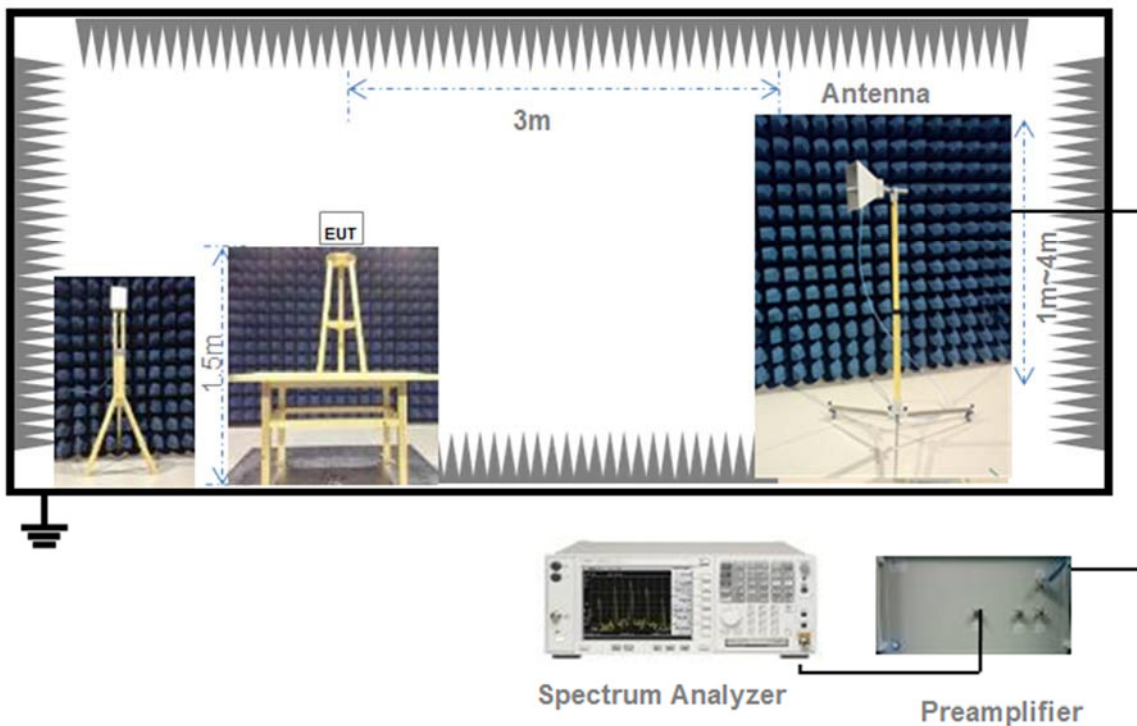 Antenna
3m
EUT
1.5m
1m~4m
Spectrum Analyzer
Preamplifier